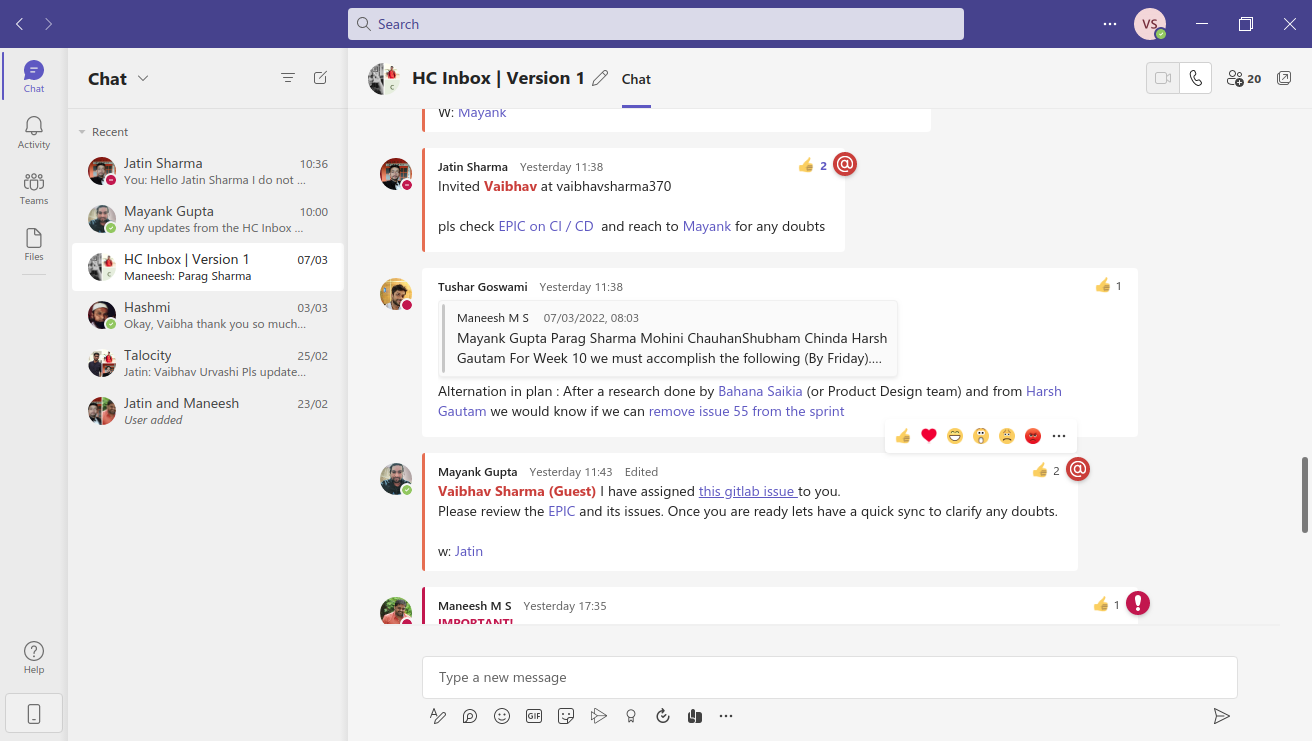 Search
VS
Chat
Activity
Teams
Files
Help
Chat
Recent
Jatin Sharma 10:36
You: Hello Jatin Sharma I do not ...
Mayank Gupta 10:00
Any updates from the HC Inbox ...
HC Inbox | Version 1 07/03
Maneesh: Parag Sharma
Hashmi 03/03
Okay, Vaibha thank you so much...
Talocity 25/02
Jatin: Vaibhav Urvashi Pls update...
Jatin and Maneesh 23/02
User added
HC Inbox | Version 1 Chat 20
W: Mayank
Jatin Sharma Yesterday 11:38 2 @
Invited Vaibhav at vaibhavsharma370
pls check EPIC on CI / CD and reach to Mayank for any doubts
Tushar Goswami Yesterday 11:38 1
Maneesh M S 07/03/2022, 08:03
Mayank Gupta Parag Sharma Mohini ChauhanShubham Chinda Harsh
Gautam For Week 10 we must accomplish the following (By Friday)....
Alternation in plan : After a research done by Bahana Saikia (or Product Design team) and from Harsh
Gautam we would know if we can remove issue 55 from the sprint
Mayank Gupta Yesterday 11:43 Edited 2 @
Vaibhav Sharma (Guest) I have assigned this gitlab issue to you.
Please review the EPIC and its issues. Once you are ready lets have a quick sync to clarify any doubts.
w: Jatin
Maneesh M S Yesterday 17:35 1 !
IMPORTANT!
Type a new message
GIF